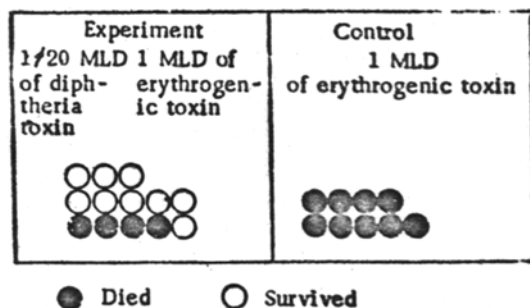 Experiment
1/20 MLD 1 MLD of
of diph- erythrogen-
theria ic toxin
toxin
Control
1 MLD
of erythrogenic toxin
Died Survived